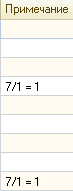 Примечание
7/1 = 1
7/1 = 1